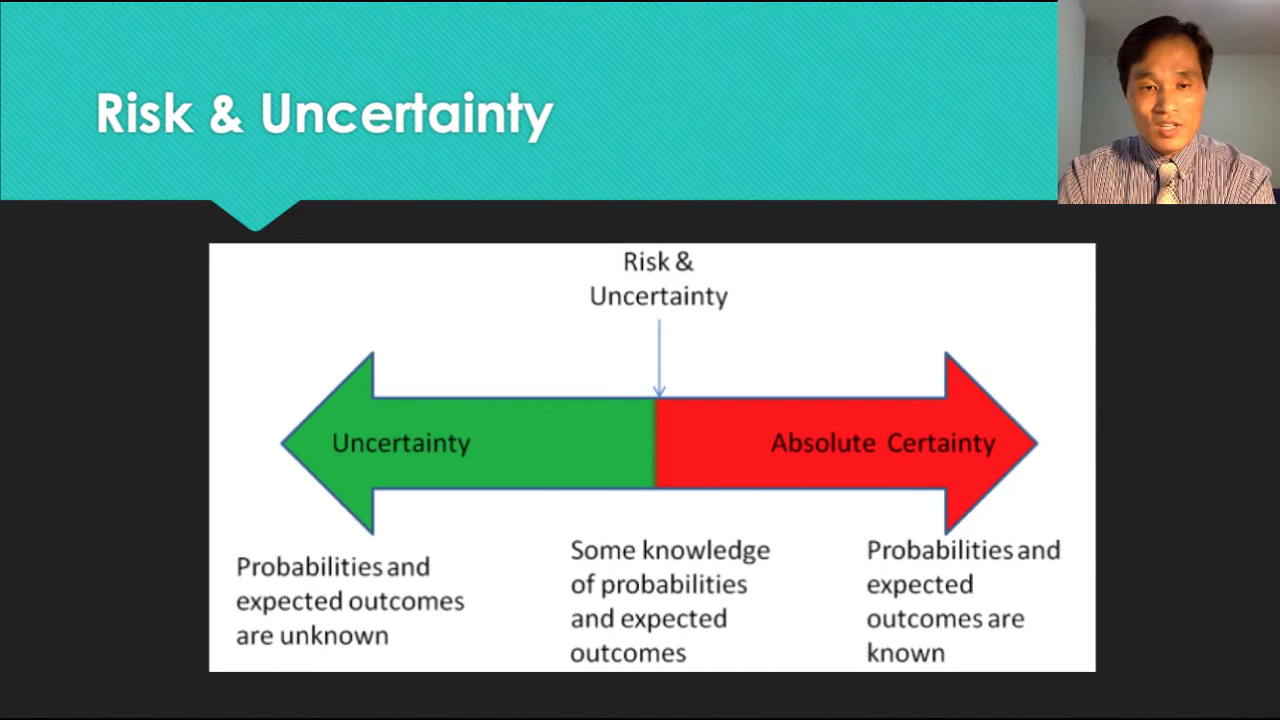 Risk & Uncertainty
Risk &
Uncertainty
Uncertainty
Absolute Certainty
Probabilities and
expected outcomes
are unknown
Some knowledge
of probabilities
and expected
outcomes
Probabilities and
expected
outcomes are
known